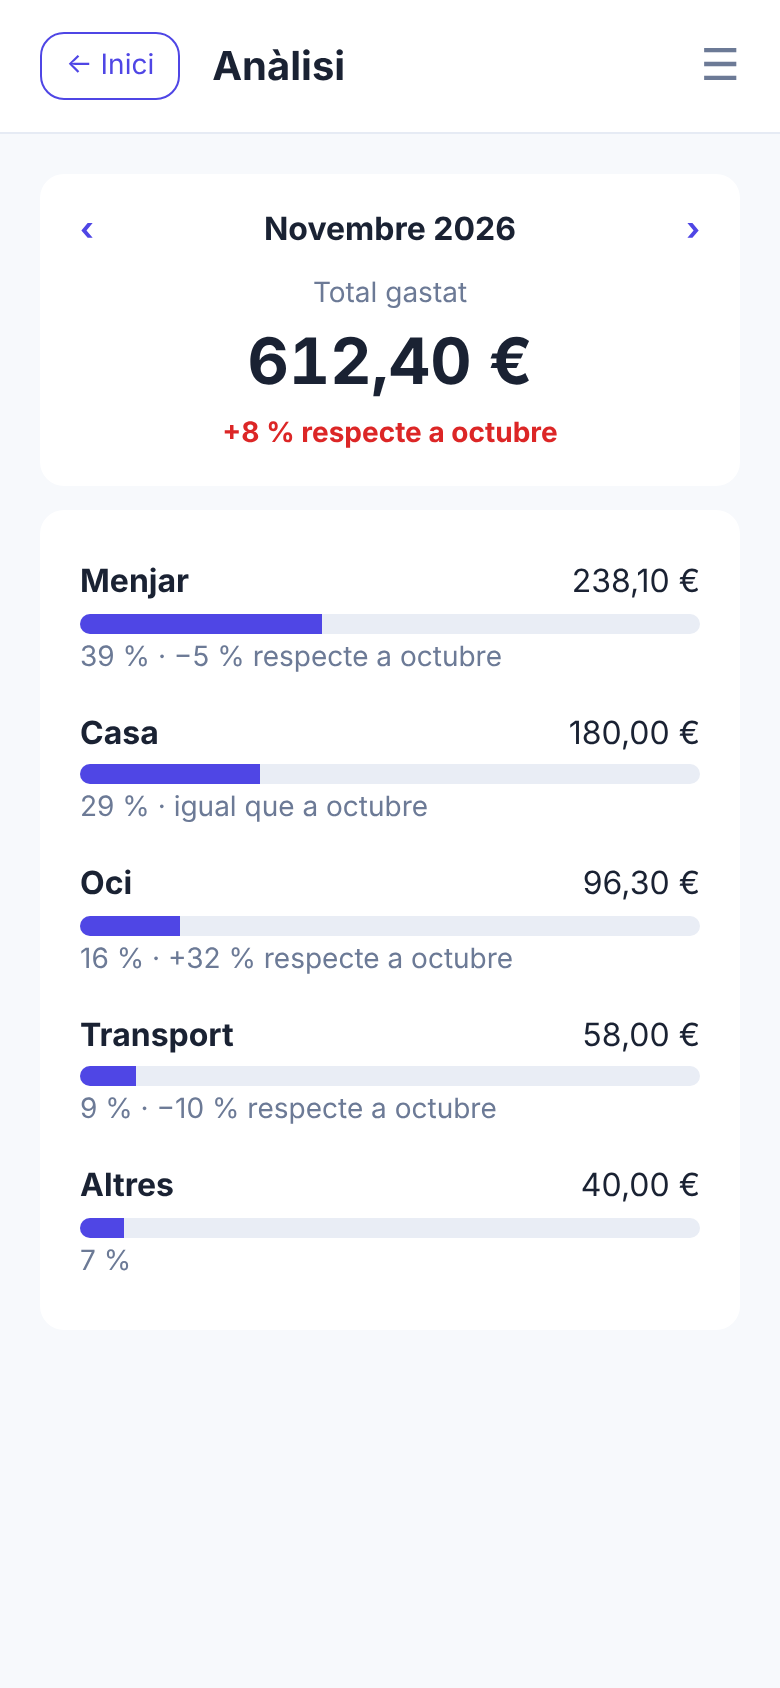 ← Inici Anàlisi ☰
‹ Novembre 2026 ›
Total gastat
612,40 €
+8 % respecte a octubre
Menjar 238,10 €
39 % · −5 % respecte a octubre
Casa 180,00 €
29 % · igual que a octubre
Oci 96,30 €
16 % · +32 % respecte a octubre
Transport 58,00 €
9 % · −10 % respecte a octubre
Altres 40,00 €
7 %